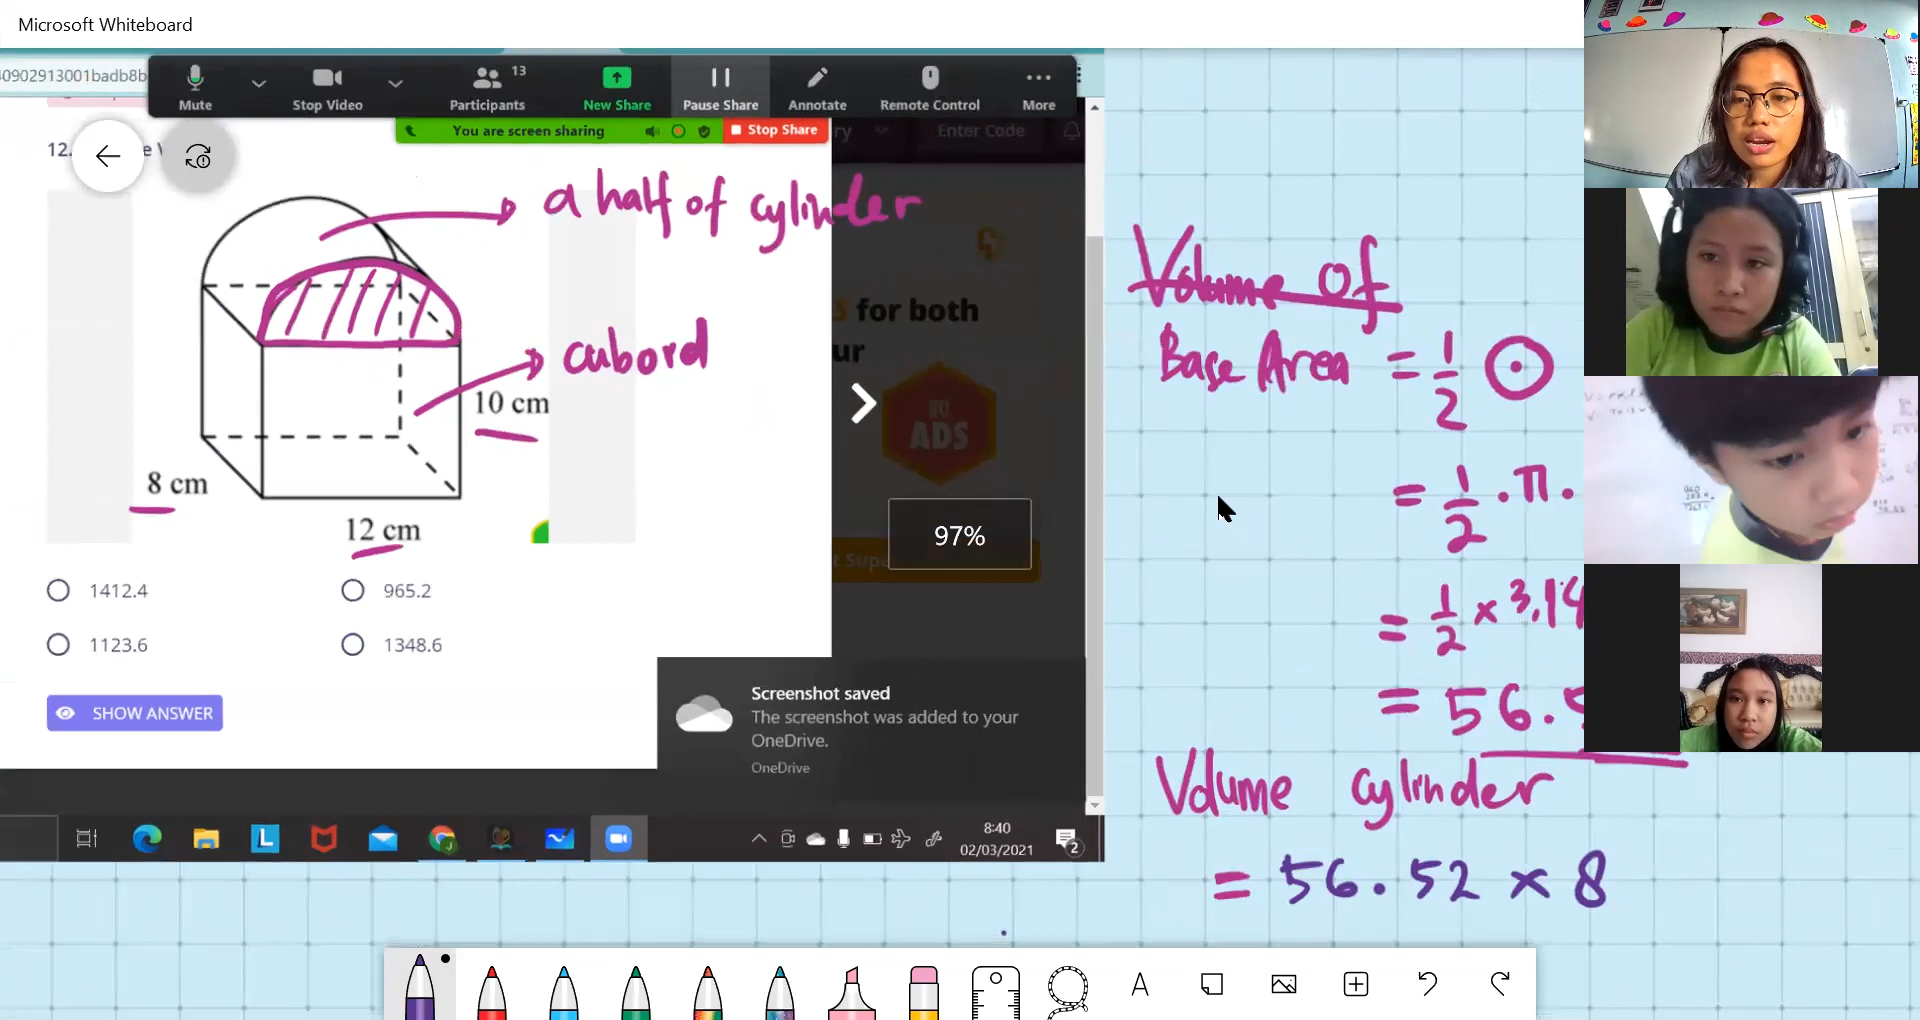 Microsoft Whiteboard
40902913001badb8b
Mute
Stop Video
Participants
13
New Share
Pause Share
Annotate
Remote Control
More
You are screen sharing
Stop Share
Enter Code
12.
a half of cylinder
for both
cubord
10 cm
8 cm
12 cm
NO
ADS
97%
1412.4
965.2
1123.6
1348.6
SHOW ANSWER
Screenshot saved
The screenshot was added to your
OneDrive.
OneDrive
8:40
02/03/2021
2
Volume of
Base Area = 1/2
= 1/2 . π .
= 1/2 x 3.14
= 56.5
Volume cylinder
= 56.52 x 8